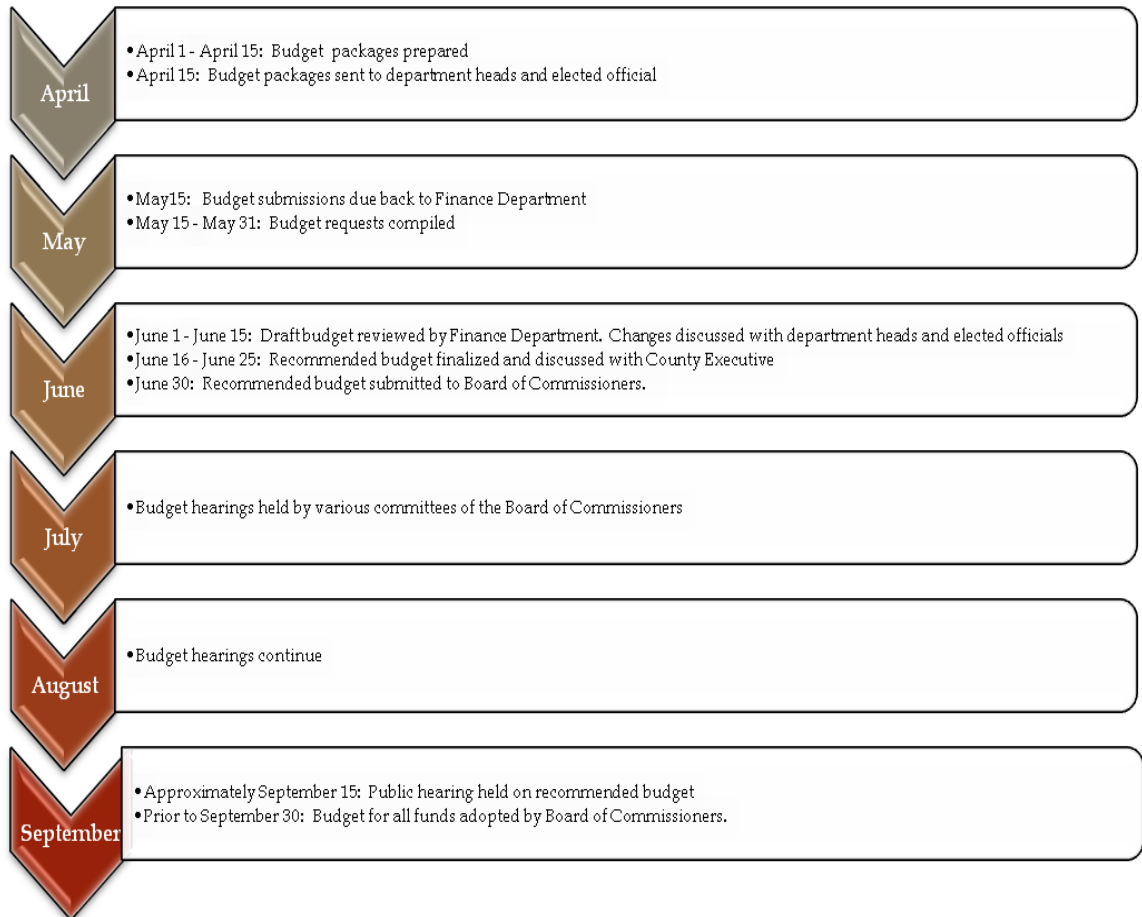 April
•April 1 - April 15: Budget packages prepared
•April 15: Budget packages sent to department heads and elected official
May
•May15: Budget submissions due back to Finance Department
•May 15 - May 31: Budget requests compiled
June
•June 1 - June 15: Draft budget reviewed by Finance Department. Changes discussed with department heads and elected officials
•June 16 - June 25: Recommended budget finalized and discussed with County Executive
•June 30: Recommended budget submitted to Board of Commissioners.
July
•Budget hearings held by various committees of the Board of Commissioners
August
•Budget hearings continue
September
•Approximately September 15: Public hearing held on recommended budget
•Prior to September 30: Budget for all funds adopted by Board of Commissioners.